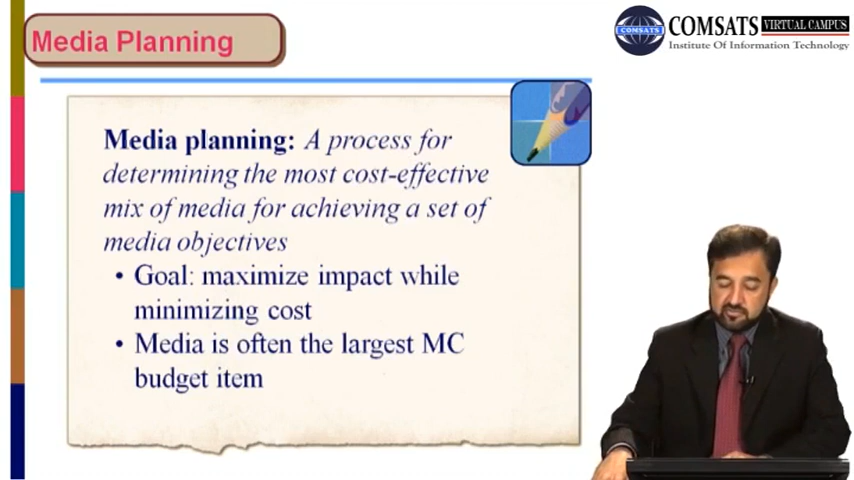 Media Planning
COMSATS VIRTUAL CAMPUS
COMSATS
Institute Of Information Technology
Media planning: A process for
determining the most cost-effective
mix of media for achieving a set of
media objectives
• Goal: maximize impact while
minimizing cost
• Media is often the largest MC
budget item